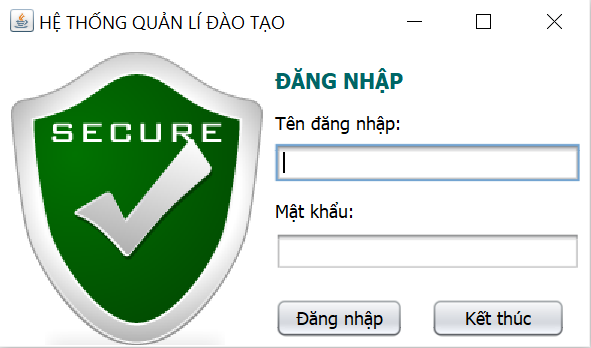 HỆ THỐNG QUẢN LÍ ĐÀO TẠO
SECURE
ĐĂNG NHẬP
Tên đăng nhập:
Mật khẩu:
Đăng nhập
Kết thúc